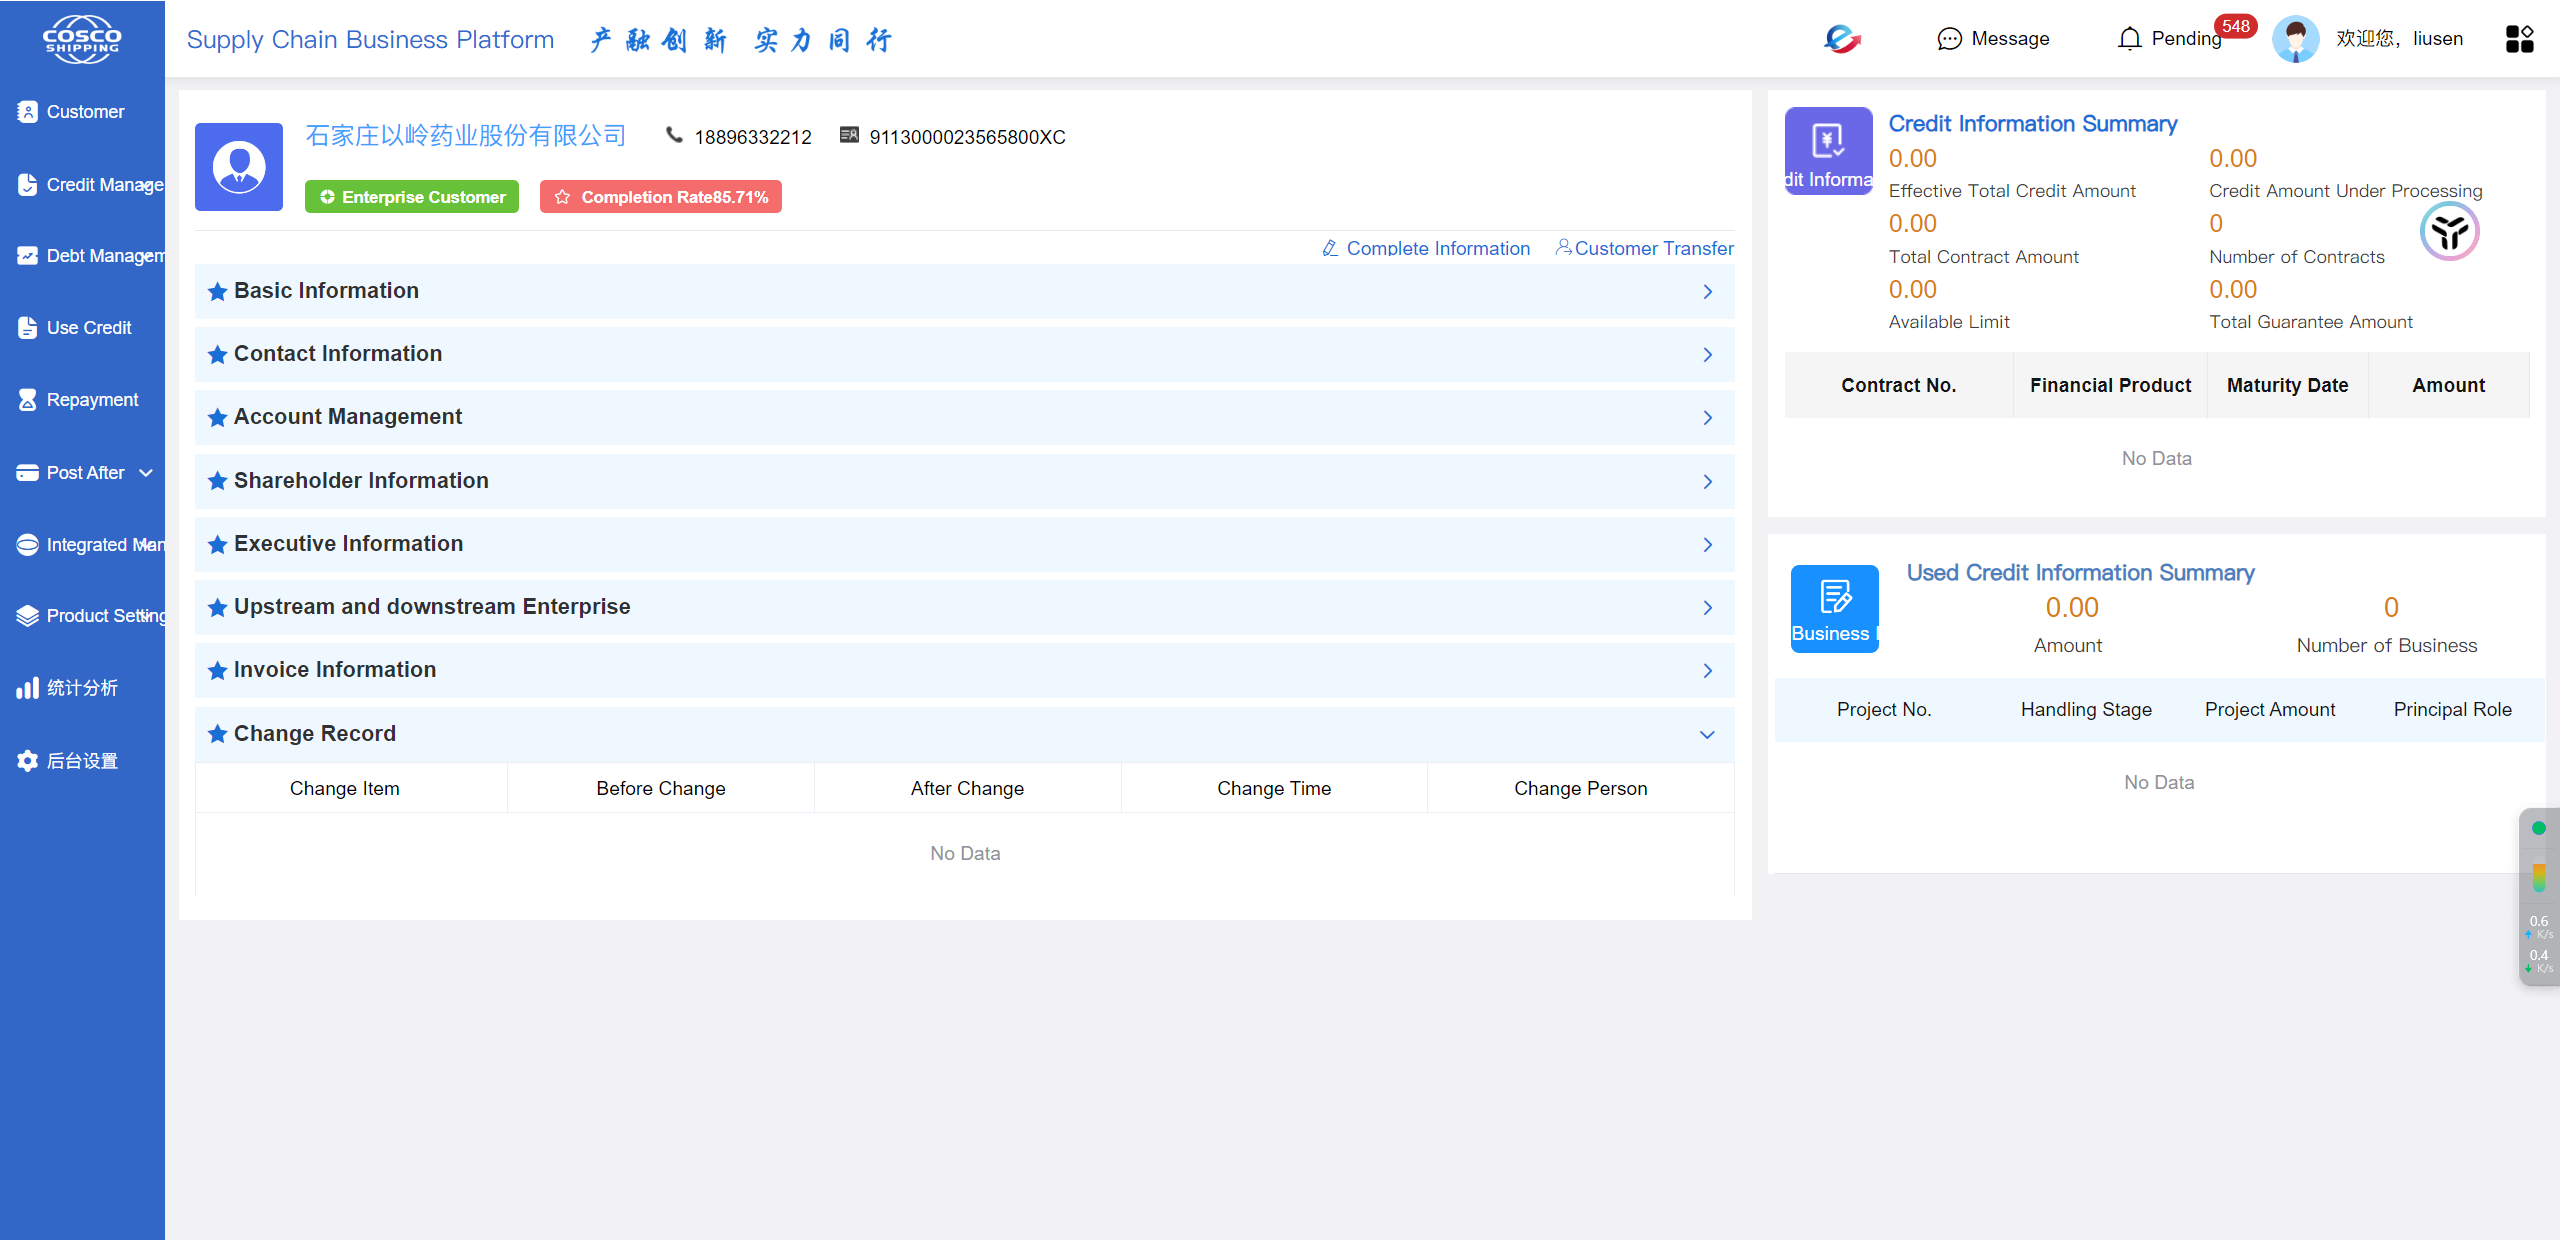 COSCO
SHIPPING
Supply Chain Business Platform
产融创新 实力同行
Message
Pending
548
欢迎您，liusen
Customer
Credit Manage
Debt Managem
Use Credit
Repayment
Post After
Integrated Man
Product Setting
统计分析
后台设置
石家庄以岭药业股份有限公司
18896332212
9113000023565800XC
Enterprise Customer
Completion Rate85.71%
Complete Information
Customer Transfer
Basic Information
Contact Information
Account Management
Shareholder Information
Executive Information
Upstream and downstream Enterprise
Invoice Information
Change Record
Change Item Before Change After Change Change Time Change Person
No Data
dit Informa
Credit Information Summary
0.00 0.00
Effective Total Credit Amount Credit Amount Under Processing
0.00 0
Total Contract Amount Number of Contracts
0.00 0.00
Available Limit Total Guarantee Amount
Contract No. Financial Product Maturity Date Amount
No Data
Business
Used Credit Information Summary
0.00 0
Amount Number of Business
Project No. Handling Stage Project Amount Principal Role
No Data
0.6
K/s
0.4
K/s